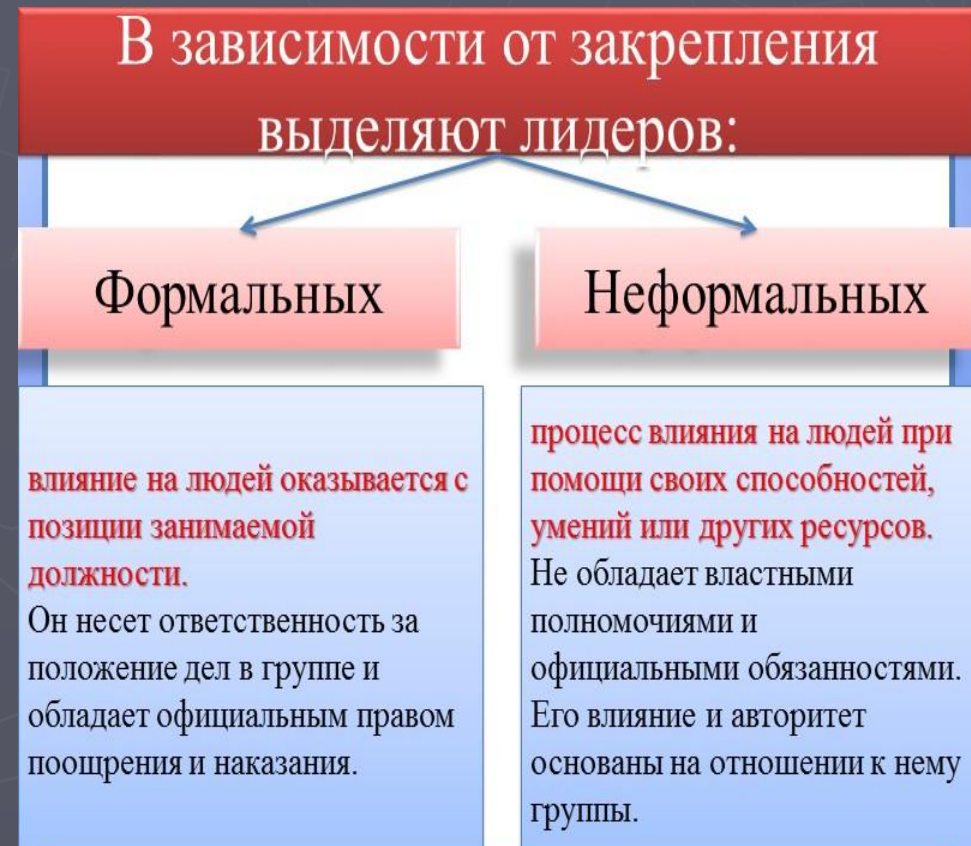 В зависимости от закрепления
выделяют лидеров:
Формальных
Неформальных
влияние на людей оказывается с
позиции занимаемой
должности.
Он несет ответственность за
положение дел в группе и
обладает официальным правом
поощрения и наказания.
процесс влияния на людей при
помощи своих способностей,
умений или других ресурсов.
Не обладает властными
полномочиями и
официальными обязанностями.
Его влияние и авторитет
основаны на отношении к нему
группы.